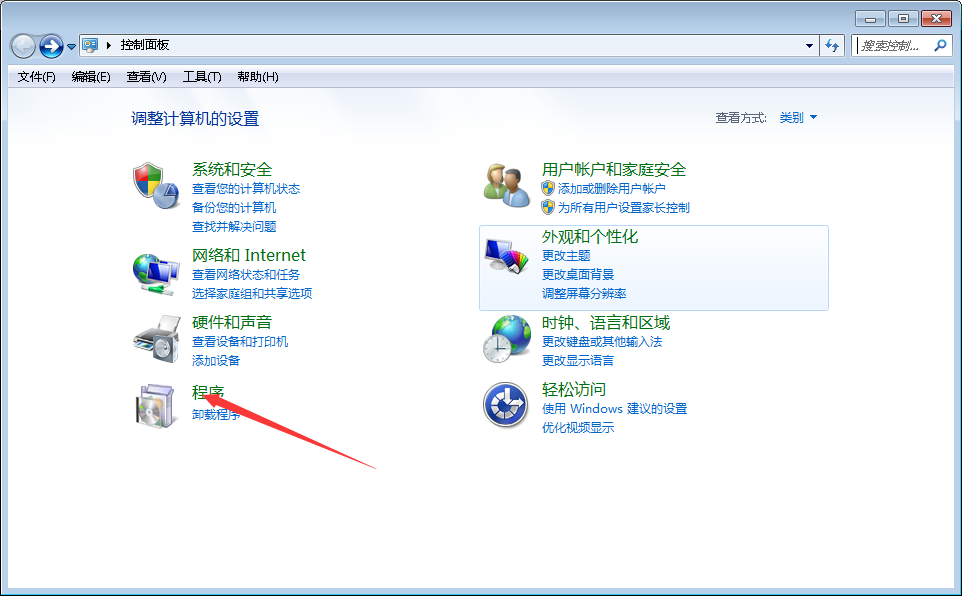 控制面板
搜索控制...
文件(F) 编辑(E) 查看(V) 工具(T) 帮助(H)
调整计算机的设置
查看方式: 类别
系统和安全
查看您的计算机状态
备份您的计算机
查找并解决问题
网络和 Internet
查看网络状态和任务
选择家庭组和共享选项
硬件和声音
查看设备和打印机
添加设备
程序
卸载程序
用户帐户和家庭安全
添加或删除用户帐户
为所有用户设置家长控制
外观和个性化
更改主题
更改桌面背景
调整屏幕分辨率
时钟、语言和区域
更改键盘或其他输入法
更改显示语言
轻松访问
使用 Windows 建议的设置
优化视频显示